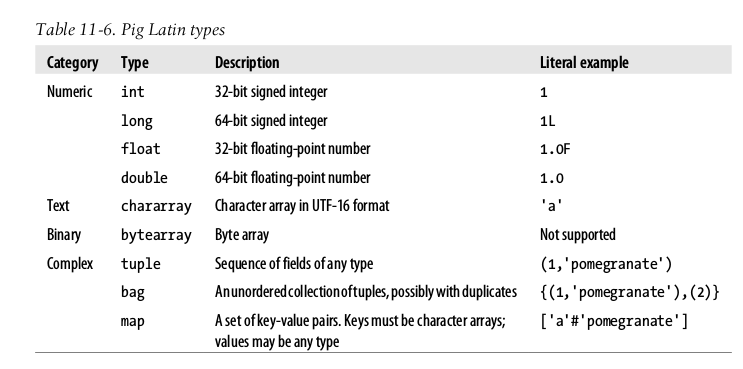 Table 11-6. Pig Latin types
Category Type Description Literal example
Numeric int 32-bit signed integer 1
long 64-bit signed integer 1L
float 32-bit floating-point number 1.0F
double 64-bit floating-point number 1.0
Text chararray Character array in UTF-16 format 'a'
Binary bytearray Byte array Not supported
Complex tuple Sequence of fields of any type (1,'pomegranate')
bag An unordered collection of tuples, possibly with duplicates {(1,'pomegranate'),(2)}
map A set of key-value pairs. Keys must be character arrays; ['a'#'pomegranate']
values may be any type